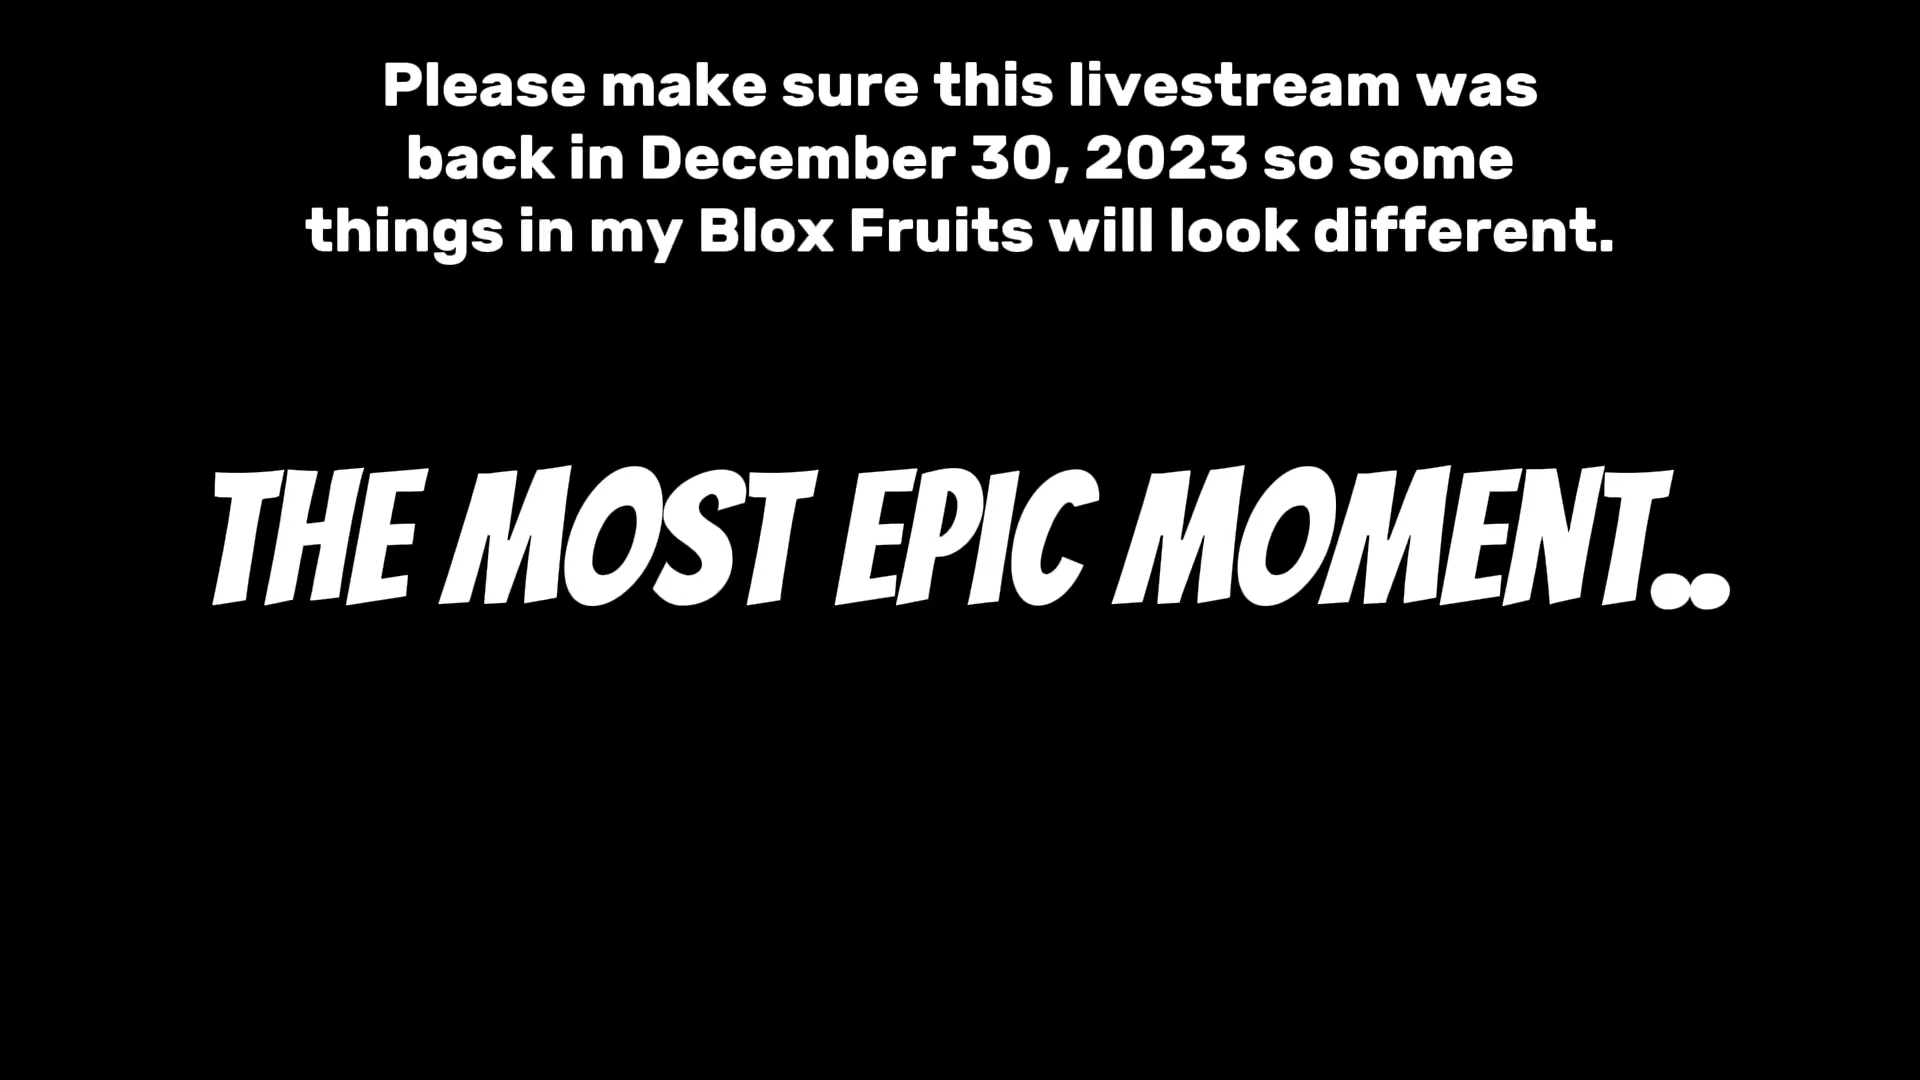 Please make sure this livestream was
back in December 30, 2023 so some
things in my Blox Fruits will look different.
THE MOST EPIC MOMENT..